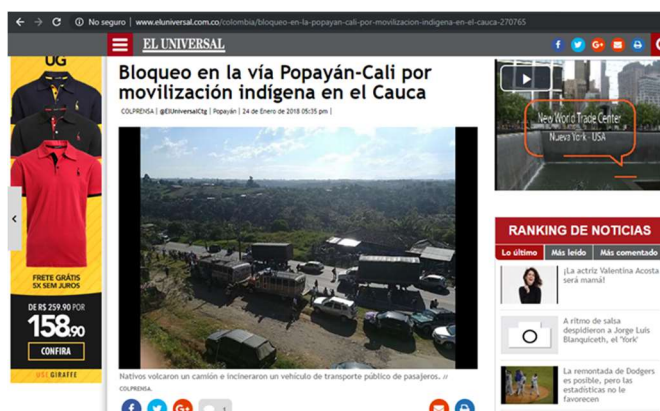 No seguro | www.eluniversal.com.co/colombia/bloqueo-en-la-popayan-cali-por-movilizacion-indigena-en-el-cauca-270765
EL UNIVERSAL
UG
FRETE GRÁTIS
5X SEM JUROS
DE R$ 259.90 POR
158,90
CONFIRA
USE GIRAFFE
Bloqueo en la vía Popayán-Cali por
movilización indígena en el Cauca
COLPRENSA | @ElUniversalCtg | Popayán | 24 de Enero de 2018 05:35 pm |
Nativos volcaron un camión e incineraron un vehículo de transporte público de pasajeros. //
COLPRENSA.
1
New World Trade Center
Nueva York - USA
RANKING DE NOTICIAS
Lo último Más leído Más comentado
¡La actriz Valentina Acosta
será mamá!
A ritmo de salsa
despidieron a Jorge Luis
Blanquiceth, el 'York'
La remontada de Dodgers
es posible, pero las
estadísticas no le
favorecen